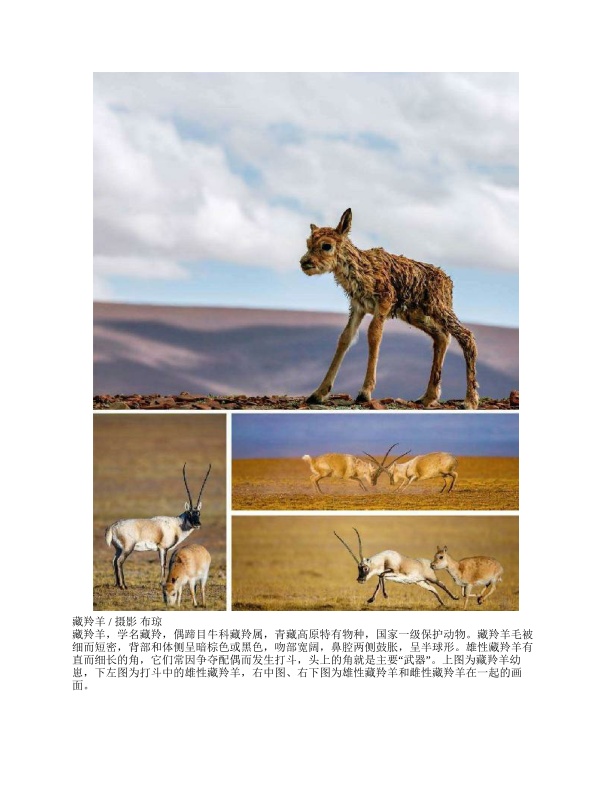 藏羚羊 / 摄影 布琼
藏羚羊，学名藏羚，偶蹄目牛科藏羚属，青藏高原特有物种，国家一级保护动物。藏羚羊毛被
细而短密，背部和体侧呈暗棕色或黑色，吻部宽阔，鼻腔两侧鼓胀，呈半球形。雄性藏羚羊有
直而细长的角，它们常因争夺配偶而发生打斗，头上的角就是主要“武器”。上图为藏羚羊幼
崽，下左图为打斗中的雄性藏羚羊，右中图、右下图为雄性藏羚羊和雌性藏羚羊在一起的画
面。